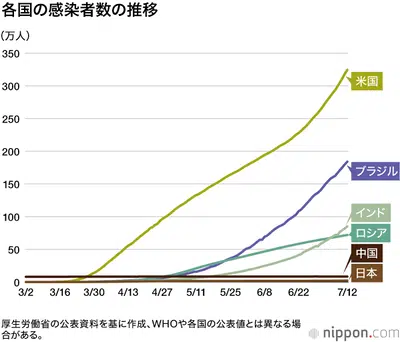 各国の感染者数の推移
(万人)
350
300
250
200
150
100
50
0
米国
ブラジル
インド
ロシア
中国
日本
3/2 3/16 3/30 4/13 4/27 5/11 5/25 6/8 6/22 7/12
厚生労働省の公表資料を基に作成、WHOや各国の公表値とは異なる場
合がある。
nippon.com